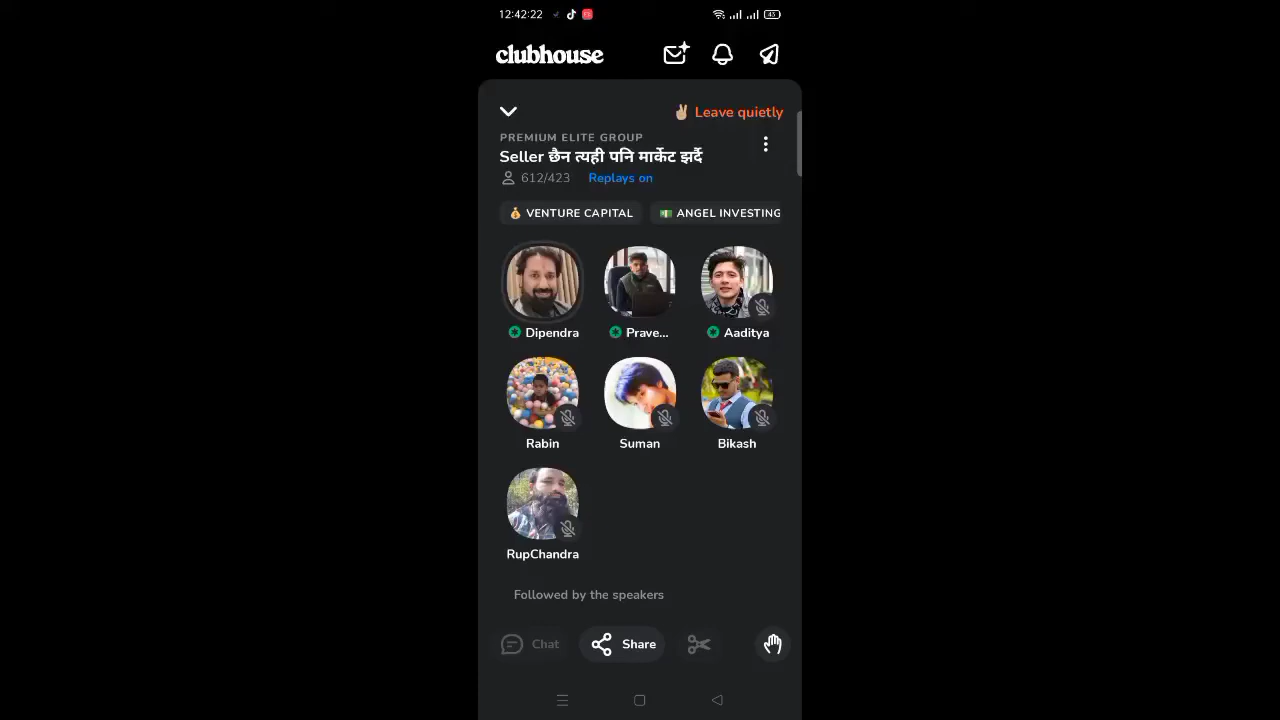 12:42:22
45
clubhouse
✌🏼 Leave quietly
PREMIUM ELITE GROUP
Seller छैन त्यही पनि मार्केट झर्दै
612/423 Replays on
💰 VENTURE CAPITAL 💵 ANGEL INVESTING
Dipendra Prave... Aaditya
Rabin Suman Bikash
RupChandra
Followed by the speakers
Chat Share